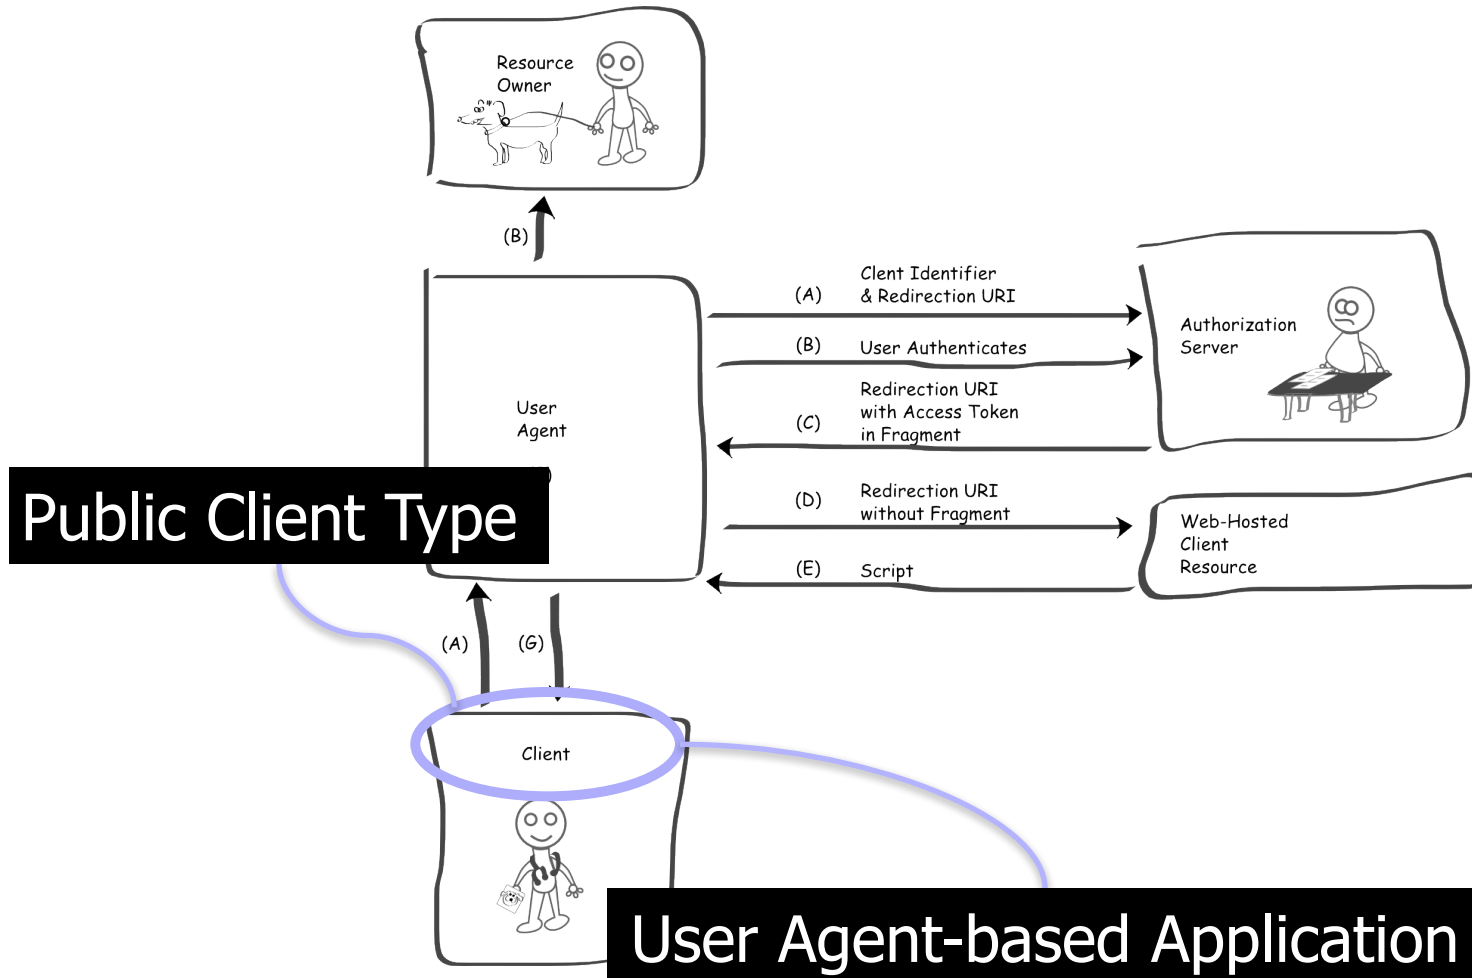 Resource
Owner
(B)
(A)
Clent Identifier
& Redirection URI
(B)
User Authenticates
Authorization
Server
User
Agent
(C)
Redirection URI
with Access Token
in Fragment
Public Client Type
(D)
Redirection URI
without Fragment
Web-Hosted
Client
Resource
(E)
Script
(A)
(G)
Client
User Agent-based Application